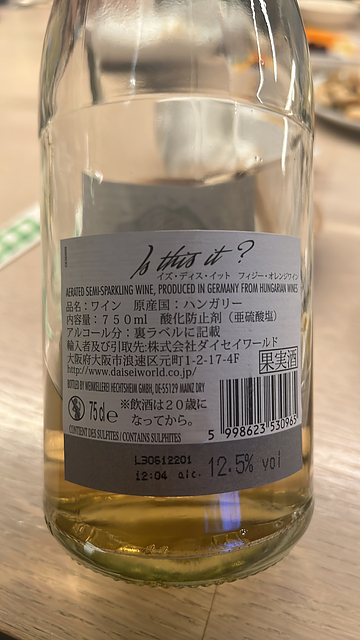 Is this it?
イズ・ディス・イット フィジー・オレンジワイン
AERATED SEMI-SPARKLING WINE, PRODUCED IN GERMANY FROM HUNGARIAN WINES
品名：ワイン 原産国：ハンガリー
内容量：７５０ml 酸化防止剤（亜硫酸塩）
アルコール分：裏ラベルに記載
輸入者及び引取先:株式会社ダイセイワールド
大阪府大阪市浪速区元町1-2-17-4F
果実酒
http://www.daiseiworld.co.jp/
BOTTLED BY WEINKELLEREI HECHTSHEIM GMBH, DE-55129 MAINZ DRY
75 cl e
※飲酒は２０歳に
なってから。
5 998623 530965
CONTIENT DES SULFITES / CONTAINS SULPHITES
L30612201
12:04 alc. 12.5% vol